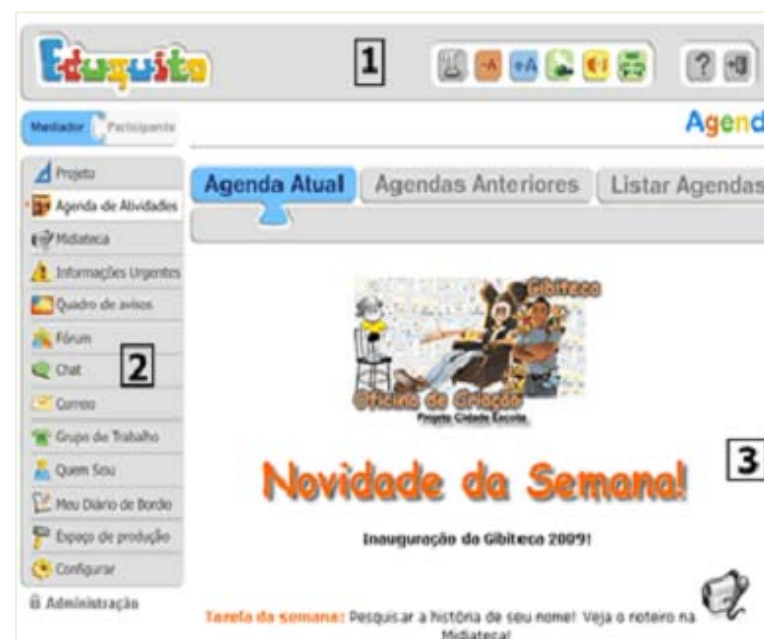 Eduquito
1
-A +A
?
Mediador Participante
Agend
Projeto
Agenda de Atividades
Midiateca
Informações Urgentes
Quadro de avisos
Fórum
Chat
2
Correio
Grupo de Trabalho
Quem Sou
Meu Diário de Bordo
Espaço de produção
Configurar
Administração
Agenda Atual Agendas Anteriores Listar Agendas
Gibiteca
Oficina de Criação
Projeto Cidade Escola
3
Novidade da Semana!
Inauguração da Gibiteca 2009!
Tarefa da semana: Pesquisar a história de seu nome! Veja o roteiro na
Midiateca!